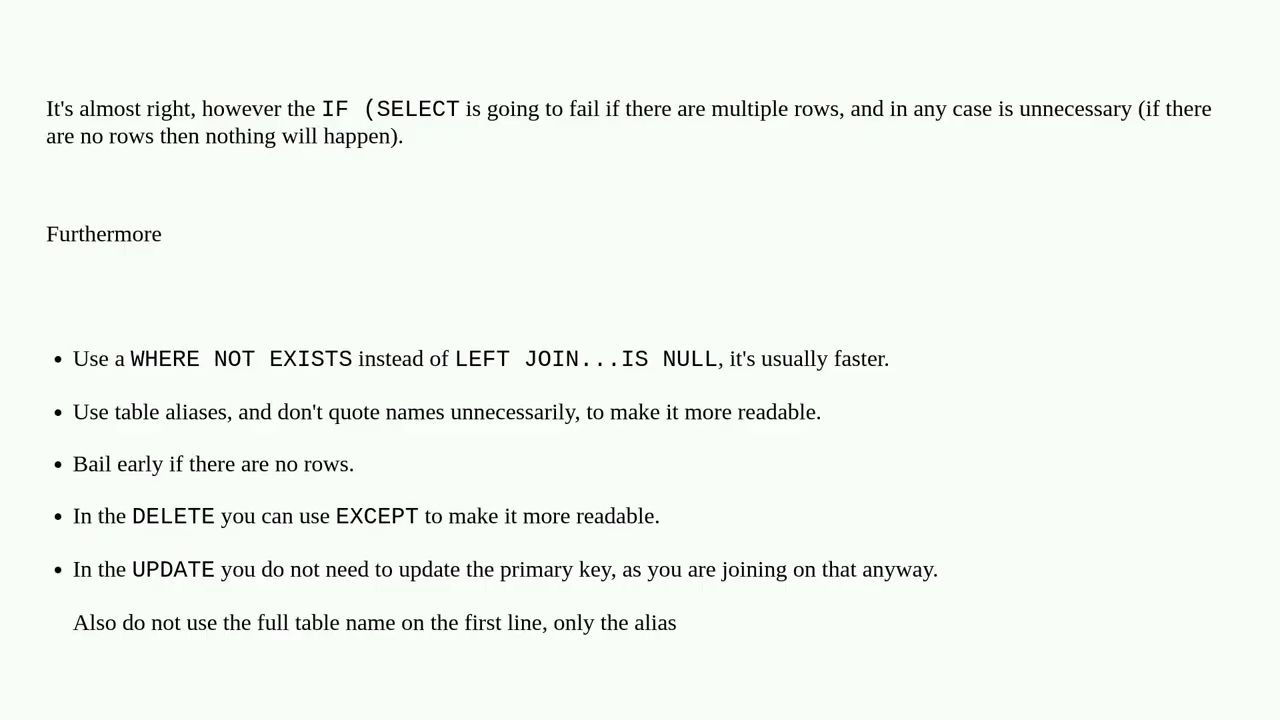 It's almost right, however the IF (SELECT is going to fail if there are multiple rows, and in any case is unnecessary (if there
are no rows then nothing will happen).
Furthermore
• Use a WHERE NOT EXISTS instead of LEFT JOIN...IS NULL, it's usually faster.
• Use table aliases, and don't quote names unnecessarily, to make it more readable.
• Bail early if there are no rows.
• In the DELETE you can use EXCEPT to make it more readable.
• In the UPDATE you do not need to update the primary key, as you are joining on that anyway.
Also do not use the full table name on the first line, only the alias